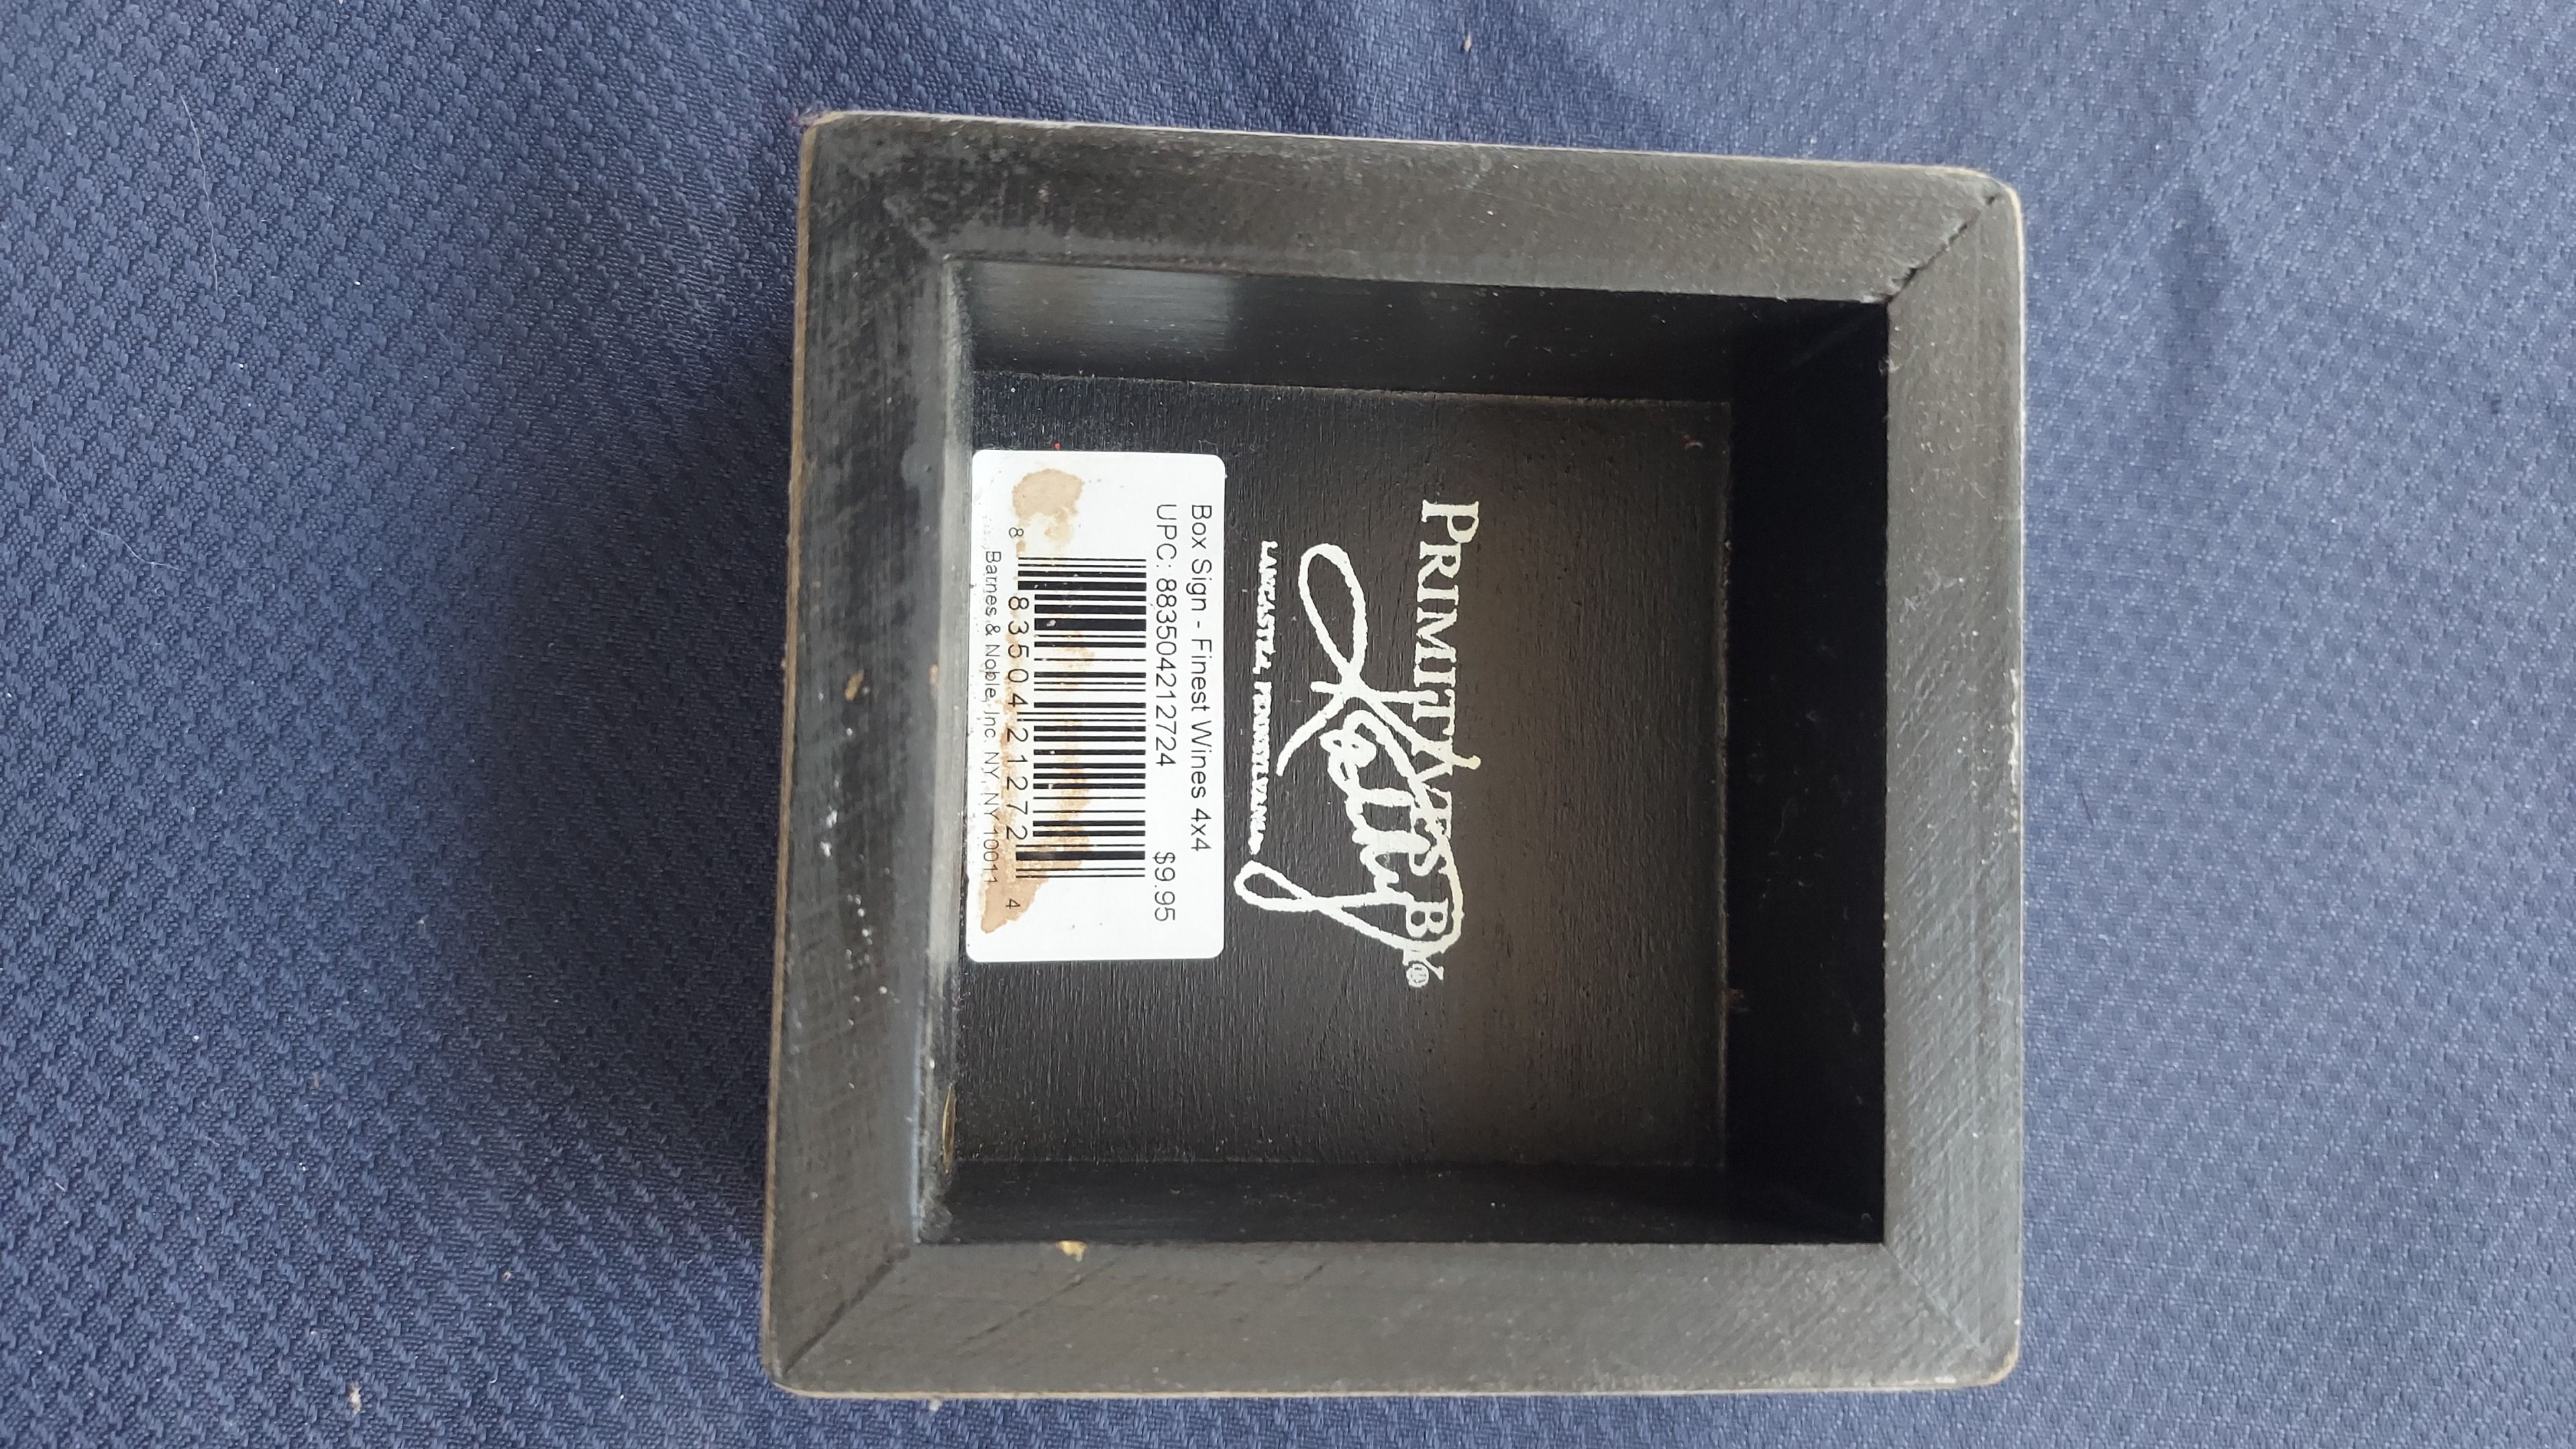 PRIMITIVES BY
Kathy®
LANCASTER, PENNSYLVANIA
Box Sign - Finest Wines 4x4
UPC: 883504212724 $9.95
8 83504 21272 4
Barnes & Noble, Inc. NY, NY 10011